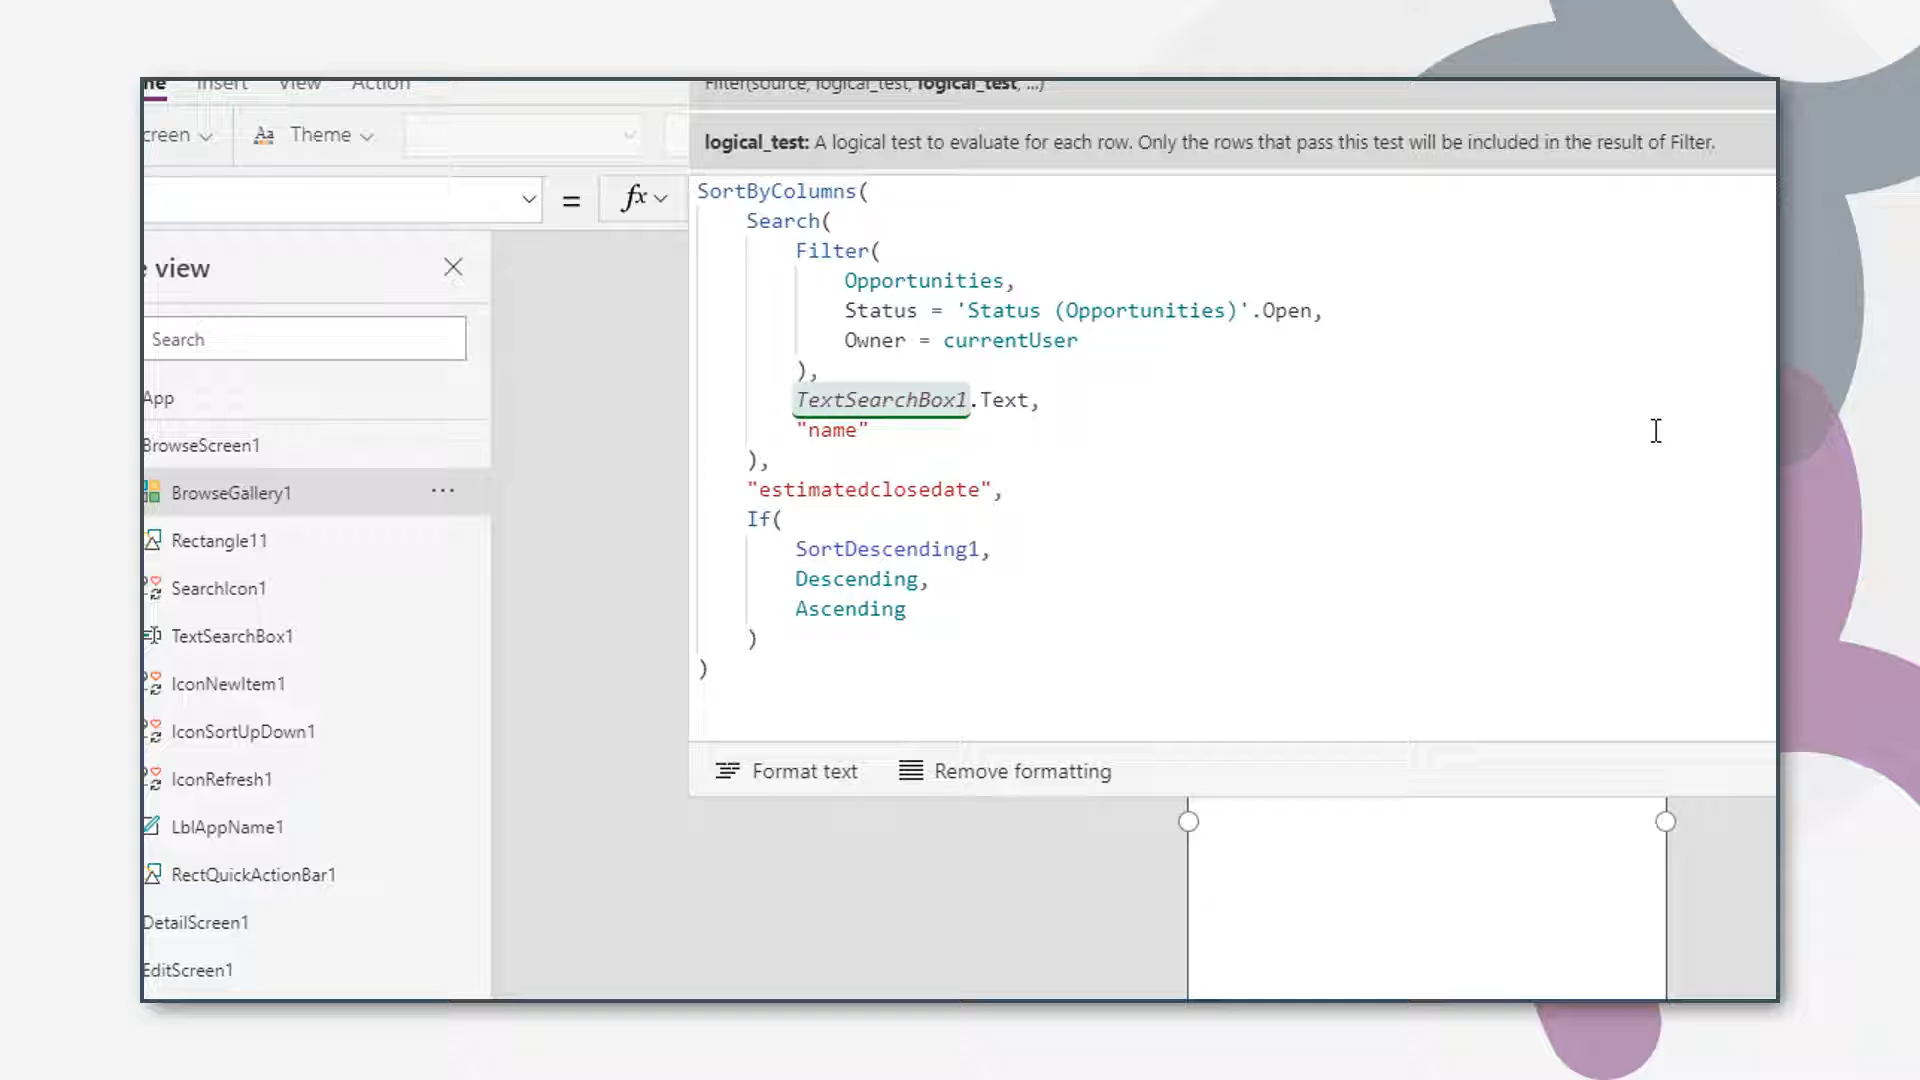 me Insert View Action
Filter(source, logical_test, logical_test, ...)
creen Theme
logical_test: A logical test to evaluate for each row. Only the rows that pass this test will be included in the result of Filter.
= fx
SortByColumns(
Search(
Filter(
Opportunities,
Status = 'Status (Opportunities)'.Open,
Owner = currentUser
),
TextSearchBox1.Text,
"name"
),
"estimatedclosedate",
If(
SortDescending1,
Descending,
Ascending
)
)
Format text Remove formatting
e view
Search
App
BrowseScreen1
BrowseGallery1 ...
Rectangle11
SearchIcon1
TextSearchBox1
IconNewItem1
IconSortUpDown1
IconRefresh1
LblAppName1
RectQuickActionBar1
DetailScreen1
EditScreen1